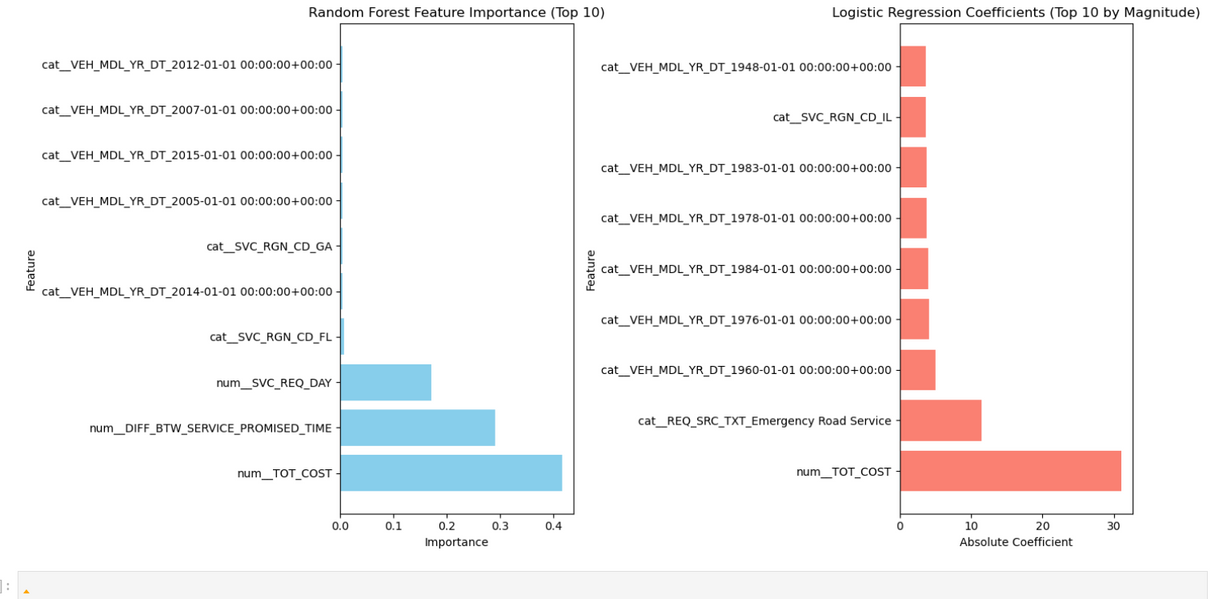 Random Forest Feature Importance (Top 10)
cat__VEH_MDL_YR_DT_2012-01-01 00:00:00+00:00
cat__VEH_MDL_YR_DT_2007-01-01 00:00:00+00:00
cat__VEH_MDL_YR_DT_2015-01-01 00:00:00+00:00
cat__VEH_MDL_YR_DT_2005-01-01 00:00:00+00:00
cat__SVC_RGN_CD_GA
cat__VEH_MDL_YR_DT_2014-01-01 00:00:00+00:00
cat__SVC_RGN_CD_FL
num__SVC_REQ_DAY
num__DIFF_BTW_SERVICE_PROMISED_TIME
num__TOT_COST
Feature
0.0 0.1 0.2 0.3 0.4
Importance
Logistic Regression Coefficients (Top 10 by Magnitude)
cat__VEH_MDL_YR_DT_1948-01-01 00:00:00+00:00
cat__SVC_RGN_CD_IL
cat__VEH_MDL_YR_DT_1983-01-01 00:00:00+00:00
cat__VEH_MDL_YR_DT_1978-01-01 00:00:00+00:00
cat__VEH_MDL_YR_DT_1984-01-01 00:00:00+00:00
cat__VEH_MDL_YR_DT_1976-01-01 00:00:00+00:00
cat__VEH_MDL_YR_DT_1960-01-01 00:00:00+00:00
cat__REQ_SRC_TXT_Emergency Road Service
num__TOT_COST
Feature
0 10 20 30
Absolute Coefficient
]: